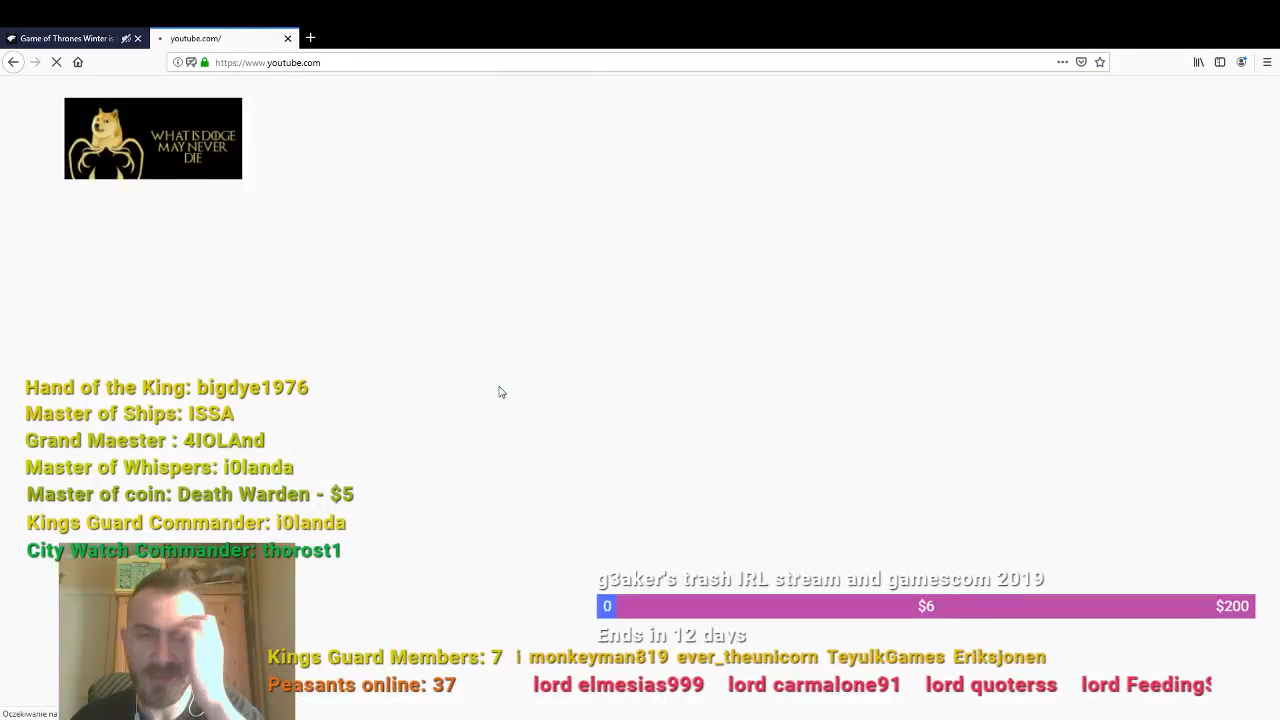 Game of Thrones Winter is
youtube.com/
https://www.youtube.com
WHAT IS DOGE
MAY NEVER
DIE
Hand of the King: bigdye1976
Master of Ships: ISSA
Grand Maester : 4IOLAnd
Master of Whispers: i0landa
Master of coin: Death Warden - $5
Kings Guard Commander: i0landa
City Watch Commander: thorost1
g3aker's trash IRL stream and gamescom 2019
0 $6 $200
Ends in 12 days
Kings Guard Members: 7 i monkeyman819 ever_theunicorn TeyulkGames Eriksjonen
Peasants online: 37 lord elmesias999 lord carmalone91 lord quoterss lord Feeding
Oczekiwanie na